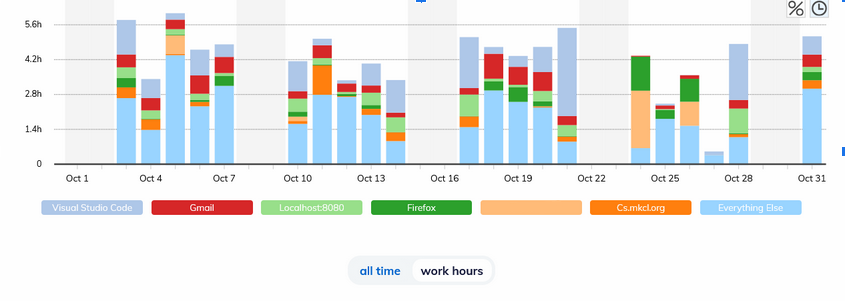 5.6h
4.2h
2.8h
1.4h
0
Oct 1 Oct 4 Oct 7 Oct 10 Oct 13 Oct 16 Oct 19 Oct 22 Oct 25 Oct 28 Oct 31
Visual Studio Code Gmail Localhost:8080 Firefox Cs.mkcl.org Everything Else
all time work hours